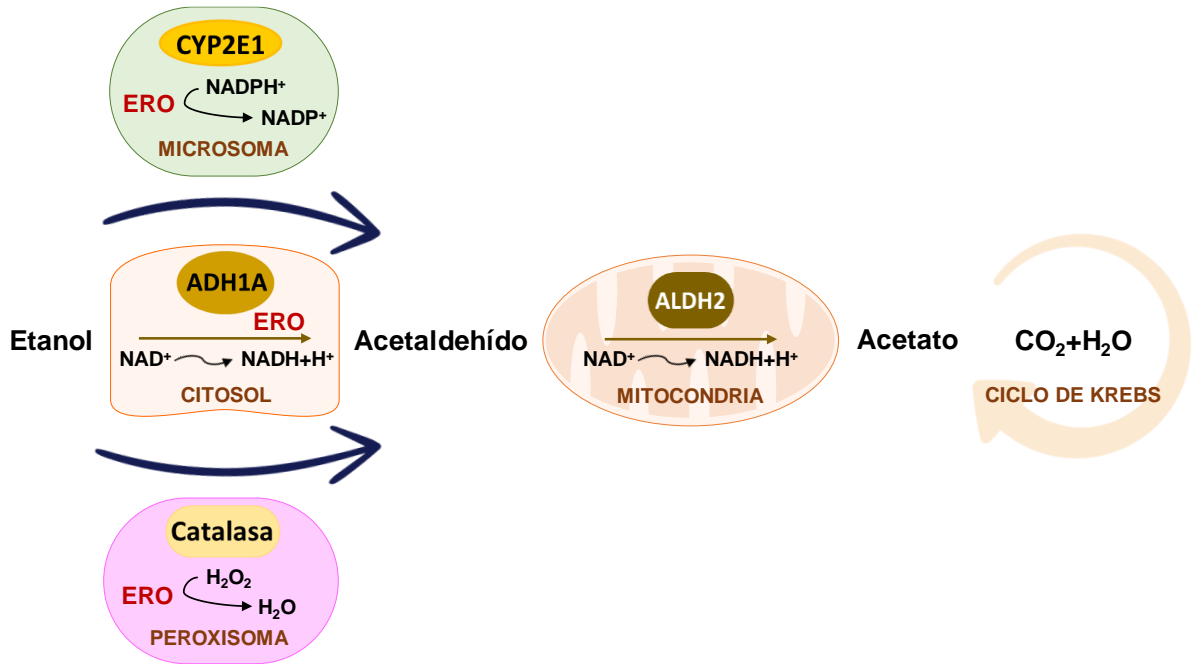 CYP2E1
NADPH⁺
ERO
NADP⁺
MICROSOMA
ADH1A
ERO
NAD⁺ NADH+H⁺
CITOSOL
Etanol
Acetaldehído
ALDH2
NAD⁺ NADH+H⁺
MITOCONDRIA
Acetato
CO₂+H₂O
CICLO DE KREBS
Catalasa
H₂O₂
ERO
H₂O
PEROXISOMA